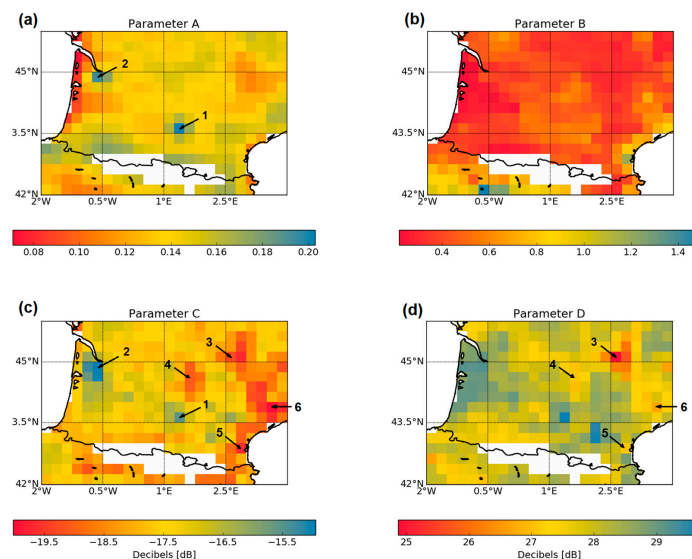 (a)
Parameter A
45°N
43.5°N
42°N
2°W
0.5°W
1°E
2.5°E
2
1
0.08
0.10
0.12
0.14
0.16
0.18
0.20
(b)
Parameter B
45°N
43.5°N
42°N
2°W
0.5°W
1°E
2.5°E
0.4
0.6
0.8
1.0
1.2
1.4
(c)
Parameter C
45°N
43.5°N
42°N
2°W
0.5°W
1°E
2.5°E
2
3
4
1
6
5
−19.5
−18.5
−17.5
−16.5
−15.5
Decibels [dB]
(d)
Parameter D
45°N
43.5°N
42°N
2°W
0.5°W
1°E
2.5°E
3
4
6
5
25
26
27
28
29
Decibels [dB]